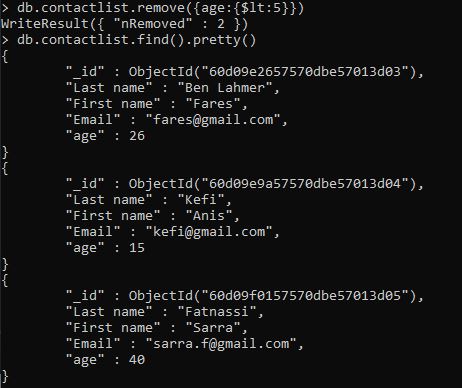 > db.contactlist.remove({age:{$lt:5}})
WriteResult({ "nRemoved" : 2 })
> db.contactlist.find().pretty()
{
        "_id" : ObjectId("60d09e2657570dbe57013d03"),
        "Last name" : "Ben Lahmer",
        "First name" : "Fares",
        "Email" : "fares@gmail.com",
        "age" : 26
}
{
        "_id" : ObjectId("60d09e9a57570dbe57013d04"),
        "Last name" : "Kefi",
        "First name" : "Anis",
        "Email" : "kefi@gmail.com",
        "age" : 15
}
{
        "_id" : ObjectId("60d09f0157570dbe57013d05"),
        "Last name" : "Fatnassi",
        "First name" : "Sarra",
        "Email" : "sarra.f@gmail.com",
        "age" : 40
}